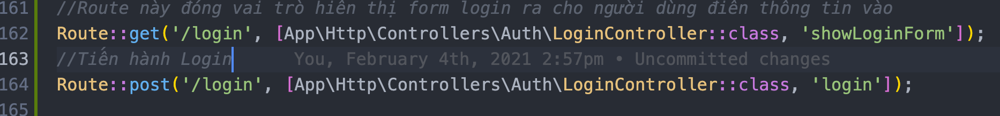 161 //Route này đóng vai trò hiển thị form login ra cho người dùng điền thông tin vào
162 Route::get('/login', [App\Http\Controllers\Auth\LoginController::class, 'showLoginForm']);
163 //Tiến hành Login You, February 4th, 2021 2:57pm • Uncommitted changes
164 Route::post('/login', [App\Http\Controllers\Auth\LoginController::class, 'login']);
165